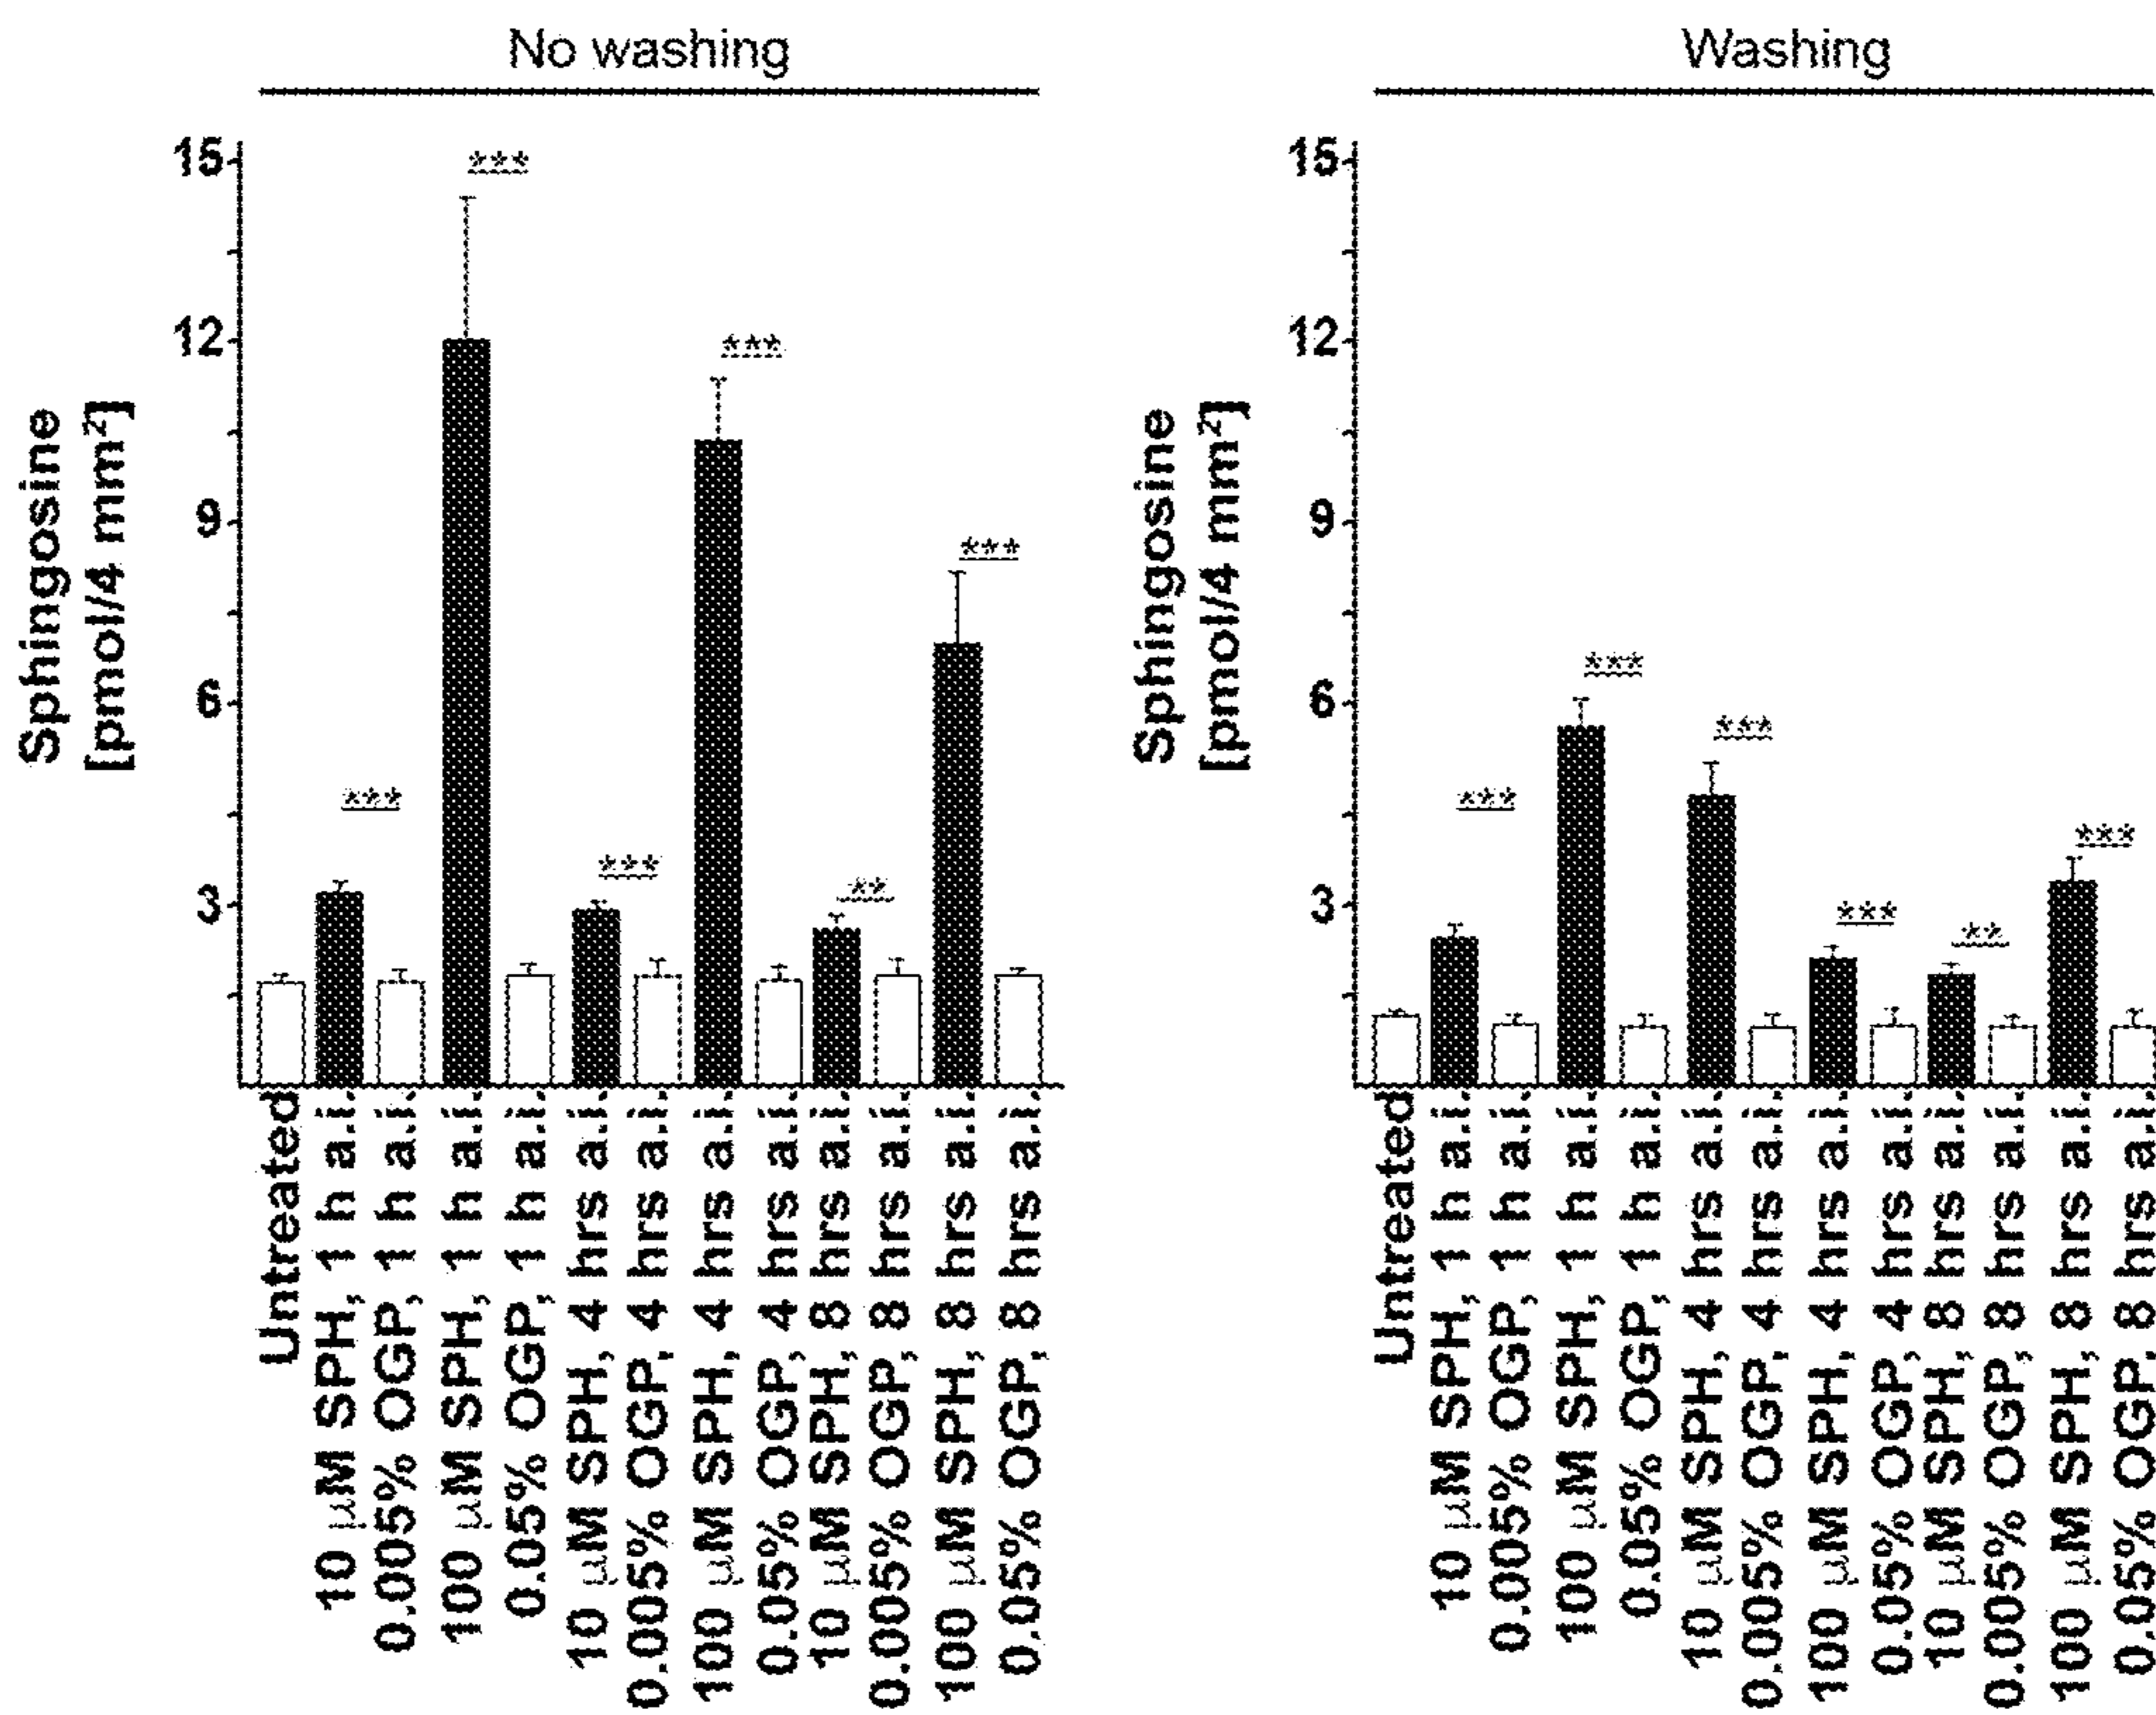 No washing
Sphingosine
[pmol/4 mm²]
15
12
9
6
3
***
***
***
***
**
***
Untreated
10 µM SPH, 1 h a.i.
0.005% OGP, 1 h a.i.
100 µM SPH, 1 h a.i.
0.05% OGP, 1 h a.i.
10 µM SPH, 4 hrs a.i.
0.005% OGP, 4 hrs a.i.
100 µM SPH, 4 hrs a.i.
0.05% OGP, 4 hrs a.i.
10 µM SPH, 8 hrs a.i.
0.005% OGP, 8 hrs a.i.
100 µM SPH, 8 hrs a.i.
0.05% OGP, 8 hrs a.i.
Washing
Sphingosine
[pmol/4 mm²]
15
12
9
6
3
***
***
***
***
**
***
Untreated
10 µM SPH, 1 h a.i.
0.005% OGP, 1 h a.i.
100 µM SPH, 1 h a.i.
0.05% OGP, 1 h a.i.
10 µM SPH, 4 hrs a.i.
0.005% OGP, 4 hrs a.i.
100 µM SPH, 4 hrs a.i.
0.05% OGP, 4 hrs a.i.
10 µM SPH, 8 hrs a.i.
0.005% OGP, 8 hrs a.i.
100 µM SPH, 8 hrs a.i.
0.05% OGP, 8 hrs a.i.